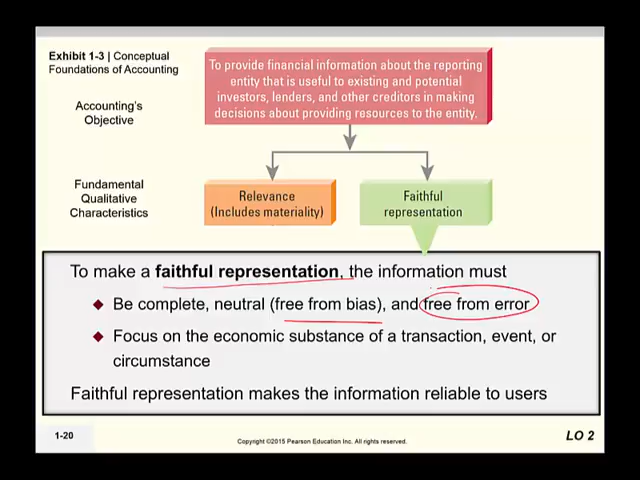 Exhibit 1-3 | Conceptual
Foundations of Accounting
To provide financial information about the reporting
entity that is useful to existing and potential
investors, lenders, and other creditors in making
decisions about providing resources to the entity.
Accounting's
Objective
Fundamental
Qualitative
Characteristics
Relevance
(Includes materiality)
Faithful
representation
To make a faithful representation, the information must
Be complete, neutral (free from bias), and free from error
Focus on the economic substance of a transaction, event, or
circumstance
Faithful representation makes the information reliable to users
1-20
Copyright ©2015 Pearson Education Inc. All rights reserved.
LO 2